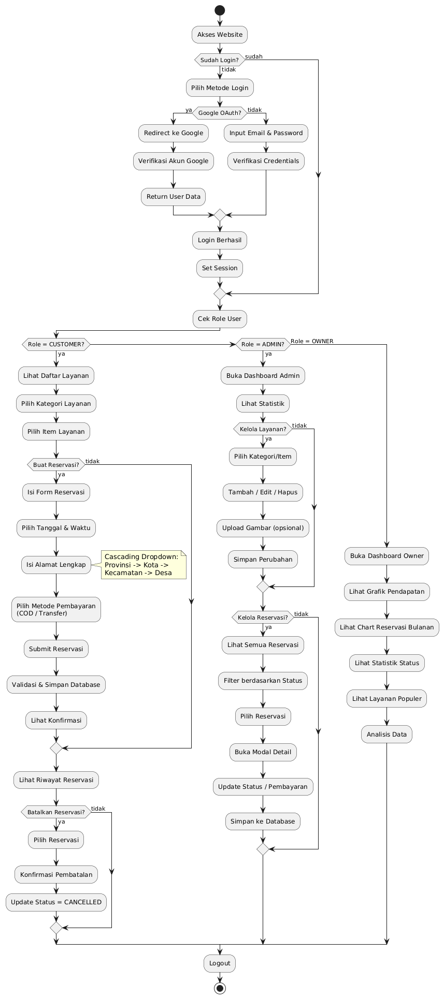 Akses Website
Sudah Login?
sudah
tidak
Pilih Metode Login
Google OAuth?
ya
tidak
Redirect ke Google
Input Email & Password
Verifikasi Akun Google
Verifikasi Credentials
Return User Data
Login Berhasil
Set Session
Cek Role User
Role = CUSTOMER?
ya
Lihat Daftar Layanan
Pilih Kategori Layanan
Pilih Item Layanan
Buat Reservasi?
tidak
ya
Isi Form Reservasi
Pilih Tanggal & Waktu
Isi Alamat Lengkap
Cascading Dropdown:
Provinsi -> Kota ->
Kecamatan -> Desa
Pilih Metode Pembayaran
(COD / Transfer)
Submit Reservasi
Validasi & Simpan Database
Lihat Konfirmasi
Lihat Riwayat Reservasi
Batalkan Reservasi?
tidak
ya
Pilih Reservasi
Konfirmasi Pembatalan
Update Status = CANCELLED
Role = ADMIN?
ya
Buka Dashboard Admin
Lihat Statistik
Kelola Layanan?
tidak
ya
Pilih Kategori/Item
Tambah / Edit / Hapus
Upload Gambar (opsional)
Simpan Perubahan
Kelola Reservasi?
tidak
ya
Lihat Semua Reservasi
Filter berdasarkan Status
Pilih Reservasi
Buka Modal Detail
Update Status / Pembayaran
Simpan ke Database
Role = OWNER
Buka Dashboard Owner
Lihat Grafik Pendapatan
Lihat Chart Reservasi Bulanan
Lihat Statistik Status
Lihat Layanan Populer
Analisis Data
Logout